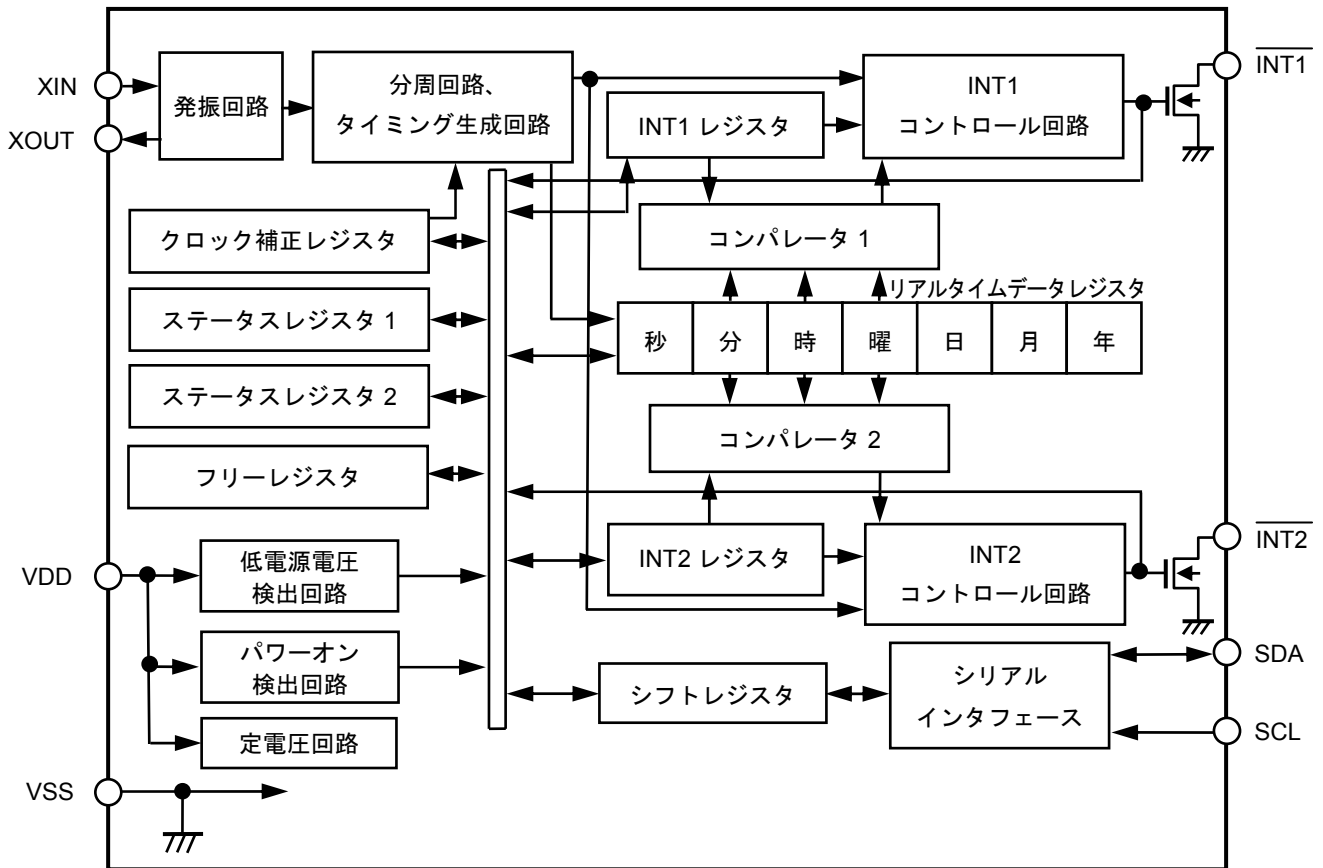 XIN
XOUT
発振回路
分周回路、
タイミング生成回路
INT1 レジスタ
INT1
コントロール回路
INT1
クロック補正レジスタ
コンパレータ 1
リアルタイムデータレジスタ
ステータスレジスタ 1
秒 分 時 曜 日 月 年
ステータスレジスタ 2
コンパレータ 2
フリーレジスタ
VDD
低電源電圧
検出回路
INT2 レジスタ
INT2
コントロール回路
INT2
パワーオン
検出回路
シフトレジスタ
シリアル
インタフェース
SDA
SCL
定電圧回路
VSS